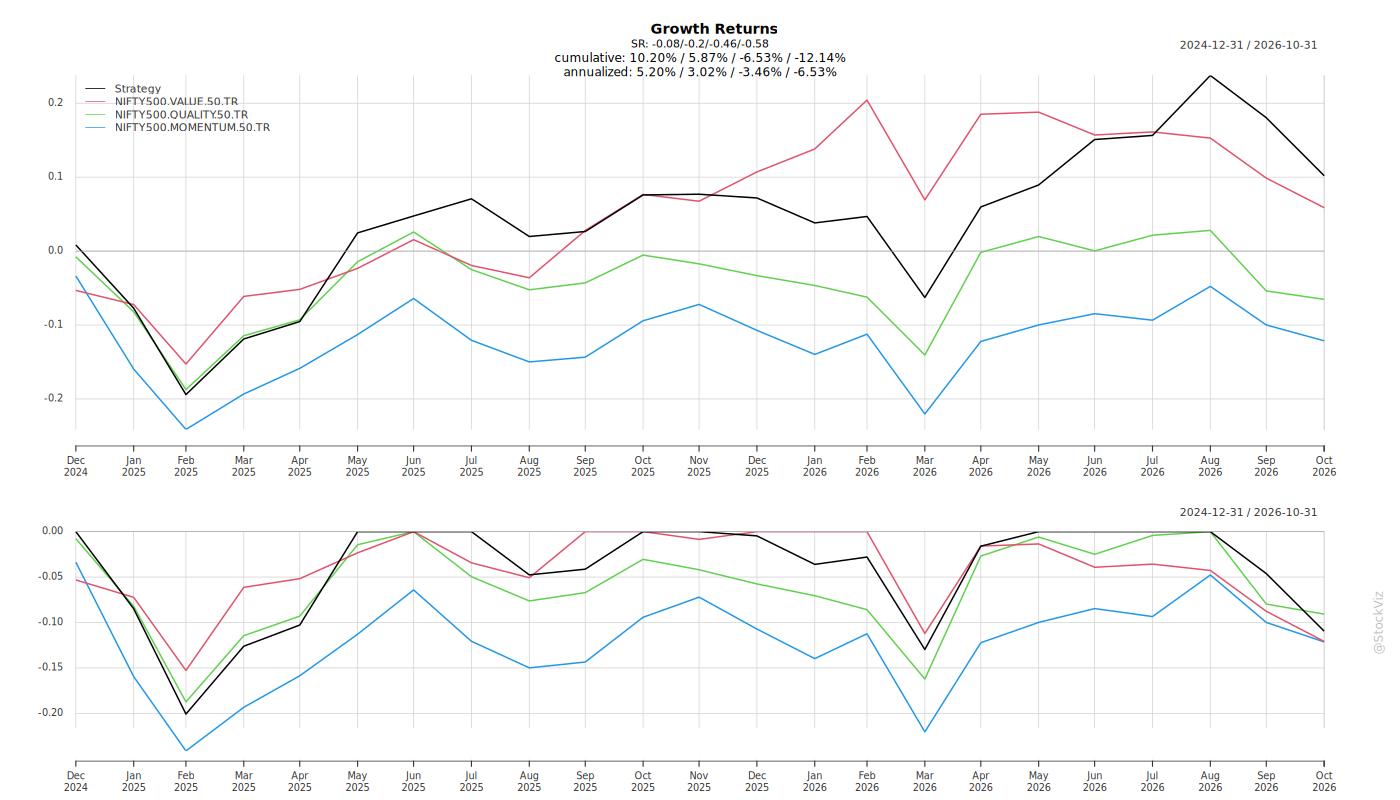 Growth Returns
SR: -0.08/-0.2/-0.46/-0.58
cumulative: 10.20% / 5.87% / -6.53% / -12.14%
annualized: 5.20% / 3.02% / -3.46% / -6.53%
2024-12-31 / 2026-10-31
Strategy
NIFTY500.VALUE.50.TR
NIFTY500.QUALITY.50.TR
NIFTY500.MOMENTUM.50.TR
0.2
0.1
0.0
-0.1
-0.2
Dec Jan Feb Mar Apr May Jun Jul Aug Sep Oct Nov Dec Jan Feb Mar Apr May Jun Jul Aug Sep Oct
2024 2025 2025 2025 2025 2025 2025 2025 2025 2025 2025 2025 2025 2026 2026 2026 2026 2026 2026 2026 2026 2026 2026
2024-12-31 / 2026-10-31
0.00
-0.05
-0.10
-0.15
-0.20
Dec Jan Feb Mar Apr May Jun Jul Aug Sep Oct Nov Dec Jan Feb Mar Apr May Jun Jul Aug Sep Oct
2024 2025 2025 2025 2025 2025 2025 2025 2025 2025 2025 2025 2025 2026 2026 2026 2026 2026 2026 2026 2026 2026 2026
@StockViz